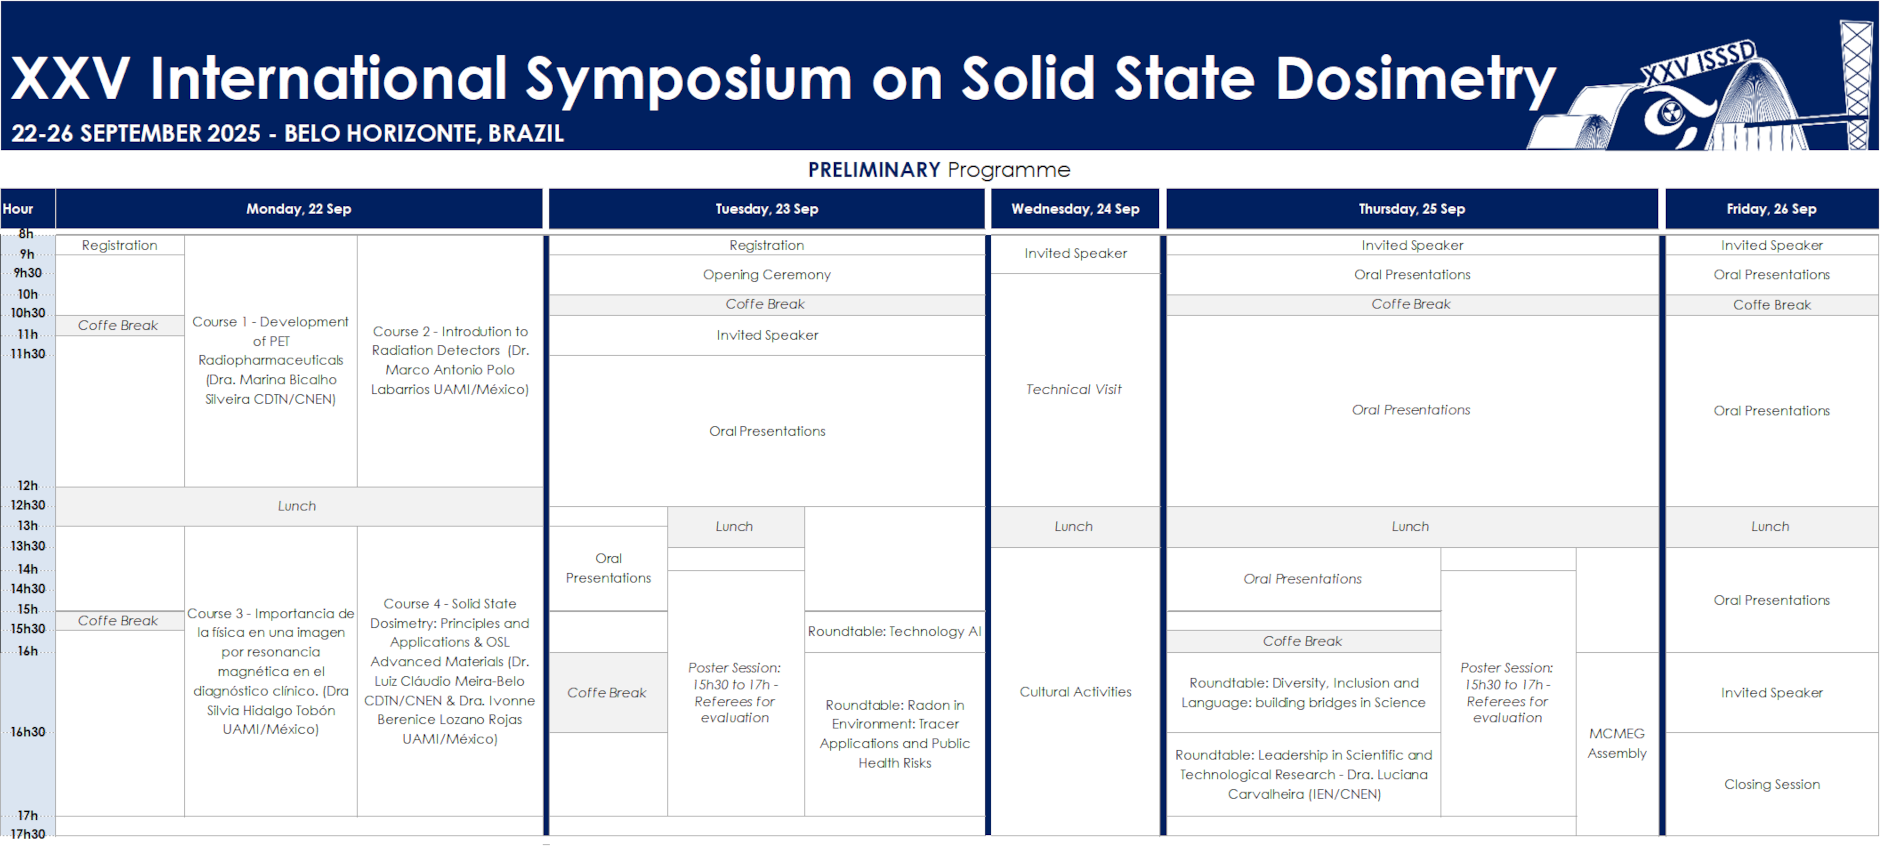 XXV International Symposium on Solid State Dosimetry
XXV ISSSD
22-26 SEPTEMBER 2025 - BELO HORIZONTE, BRAZIL
PRELIMINARY Programme
Hour
Monday, 22 Sep
Tuesday, 23 Sep
Wednesday, 24 Sep
Thursday, 25 Sep
Friday, 26 Sep
8h
9h
9h30
10h
10h30
11h
11h30
12h
12h30
13h
13h30
14h
14h30
15h
15h30
16h
16h30
17h
17h30
Registration
Coffe Break
Course 1 - Development
of PET
Radiopharmaceuticals
(Dra. Marina Bicalho
Silveira CDTN/CNEN)
Course 2 - Introdution to
Radiation Detectors (Dr.
Marco Antonio Polo
Labarrios UAMI/México)
Lunch
Coffe Break
Course 3 - Importancia de
la física en una imagen
por resonancia
magnética en el
diagnóstico clínico. (Dra
Silvia Hidalgo Tobón
UAMI/México)
Course 4 - Solid State
Dosimetry: Principles and
Applications & OSL
Advanced Materials (Dr.
Luiz Cláudio Meira-Belo
CDTN/CNEN & Dra. Ivonne
Berenice Lozano Rojas
UAMI/México)
Registration
Opening Ceremony
Coffe Break
Invited Speaker
Oral Presentations
Oral
Presentations
Coffe Break
Lunch
Poster Session:
15h30 to 17h -
Referees for
evaluation
Roundtable: Technology AI
Roundtable: Radon in
Environment: Tracer
Applications and Public
Health Risks
Invited Speaker
Technical Visit
Lunch
Cultural Activities
Invited Speaker
Oral Presentations
Coffe Break
Oral Presentations
Lunch
Oral Presentations
Coffe Break
Roundtable: Diversity, Inclusion and
Language: building bridges in Science
Roundtable: Leadership in Scientific and
Technological Research - Dra. Luciana
Carvalheira (IEN/CNEN)
Poster Session:
15h30 to 17h -
Referees for
evaluation
MCMEG
Assembly
Invited Speaker
Oral Presentations
Coffe Break
Oral Presentations
Lunch
Oral Presentations
Invited Speaker
Closing Session